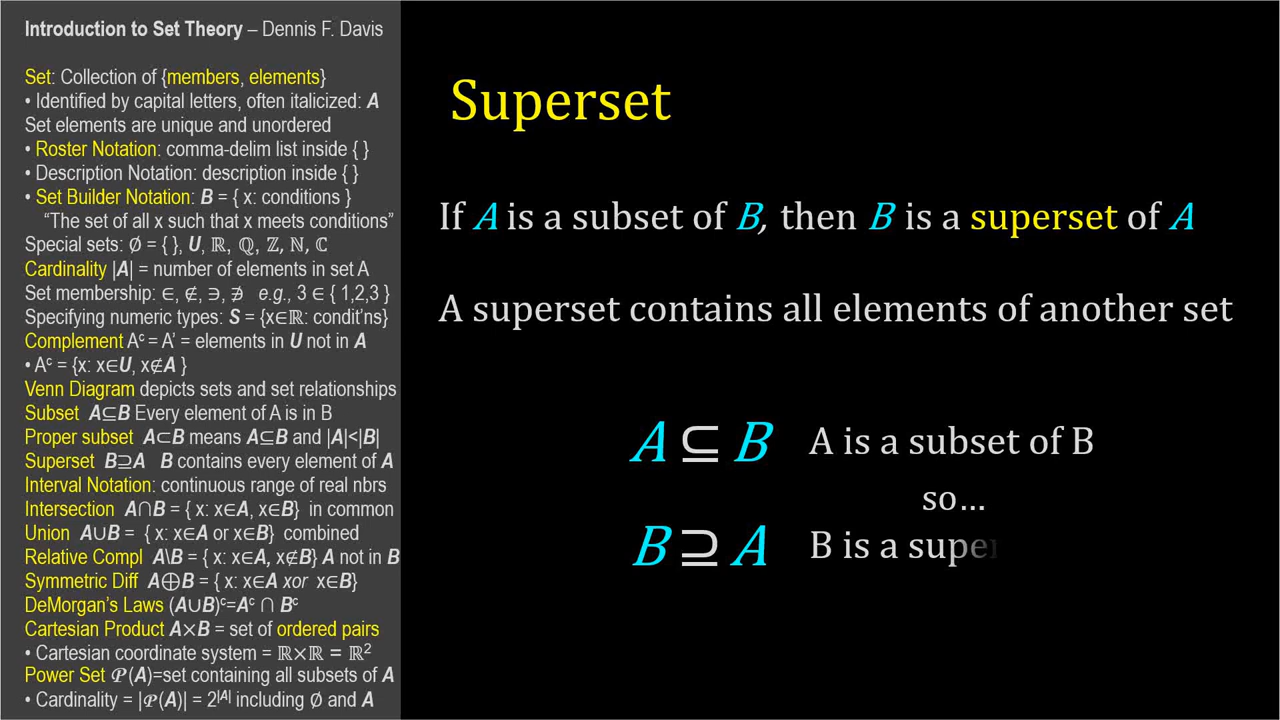 Introduction to Set Theory – Dennis F. Davis
Set: Collection of {members, elements}
• Identified by capital letters, often italicized: A
Set elements are unique and unordered
• Roster Notation: comma-delim list inside { }
• Description Notation: description inside { }
• Set Builder Notation: B = { x: conditions }
“The set of all x such that x meets conditions”
Special sets: ∅ = { }, U, ℝ, ℚ, ℤ, ℕ, ℂ
Cardinality |A| = number of elements in set A
Set membership: ∈, ∉, ∋, ∌ e.g., 3 ∈ { 1,2,3 }
Specifying numeric types: S = {x∈ℝ: condit'ns}
Complement Aᶜ = A' = elements in U not in A
• Aᶜ = {x: x∈U, x∉A }
Venn Diagram depicts sets and set relationships
Subset A⊆B Every element of A is in B
Proper subset A⊂B means A⊆B and |A|<|B|
Superset B⊇A B contains every element of A
Interval Notation: continuous range of real nbrs
Intersection A∩B = { x: x∈A, x∈B} in common
Union A∪B = { x: x∈A or x∈B} combined
Relative Compl A\B = { x: x∈A, x∉B} A not in B
Symmetric Diff A⊕B = { x: x∈A xor x∈B}
DeMorgan's Laws (A∪B)ᶜ=Aᶜ ∩ Bᶜ
Cartesian Product A×B = set of ordered pairs
• Cartesian coordinate system = ℝ×ℝ = ℝ²
Power Set 𝒫(A)=set containing all subsets of A
• Cardinality = |𝒫(A)| = 2^|A| including ∅ and A
Superset
If A is a subset of B, then B is a superset of A
A superset contains all elements of another set
A ⊆ B A is a subset of B
so...
B ⊇ A B is a super